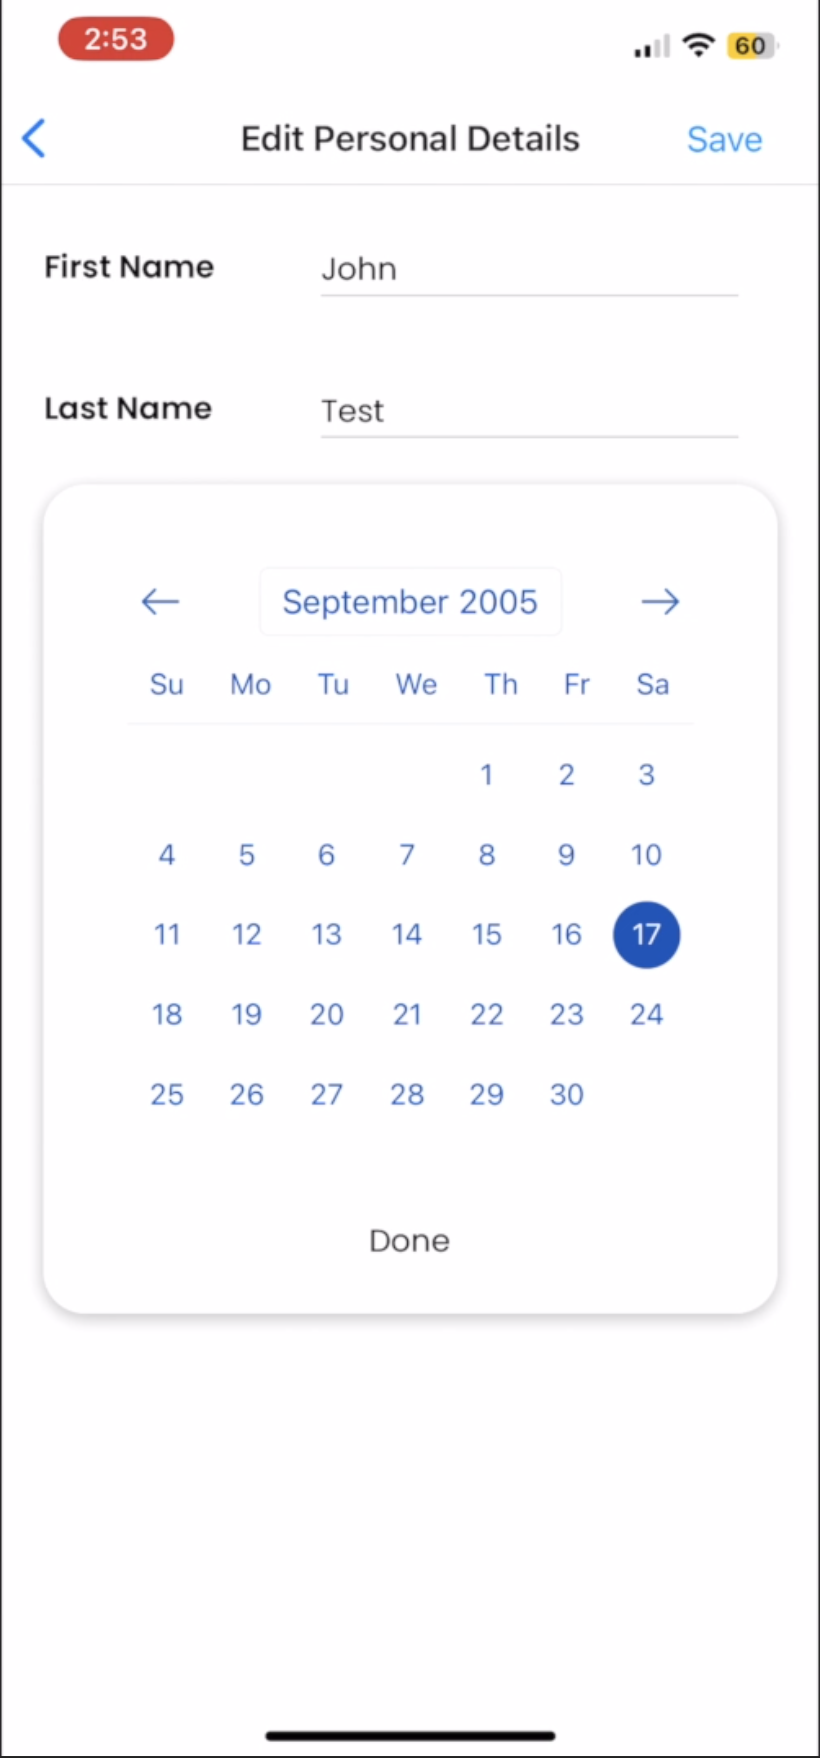 2:53
60
Edit Personal Details Save
First Name John
Last Name Test
September 2005
Su Mo Tu We Th Fr Sa
1 2 3
4 5 6 7 8 9 10
11 12 13 14 15 16 17
18 19 20 21 22 23 24
25 26 27 28 29 30
Done